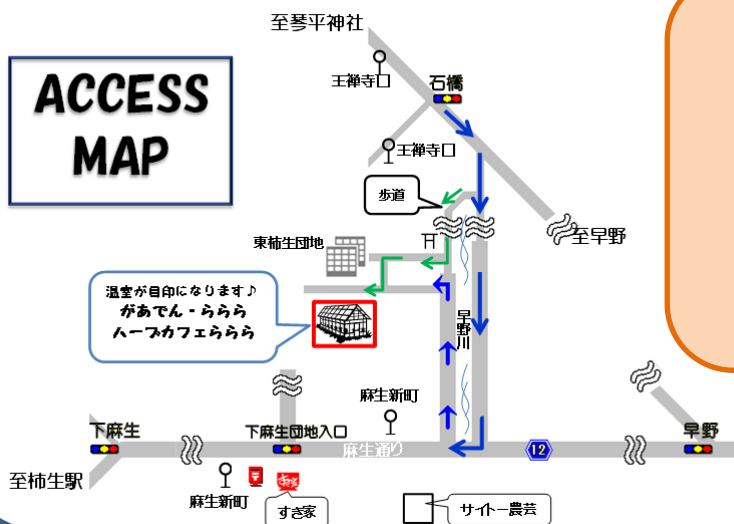 至琴平神社
ACCESS
MAP
王禅寺口
石橋
王禅寺口
歩道
至早野
東柿生団地
温室が目印になります♪
があでん・ららら
ハーブカフェららら
早野川
麻生新町
下麻生
下麻生団地入口
麻生通り
12
早野
至柿生駅
麻生新町
すき家
すき家
サイトー農芸